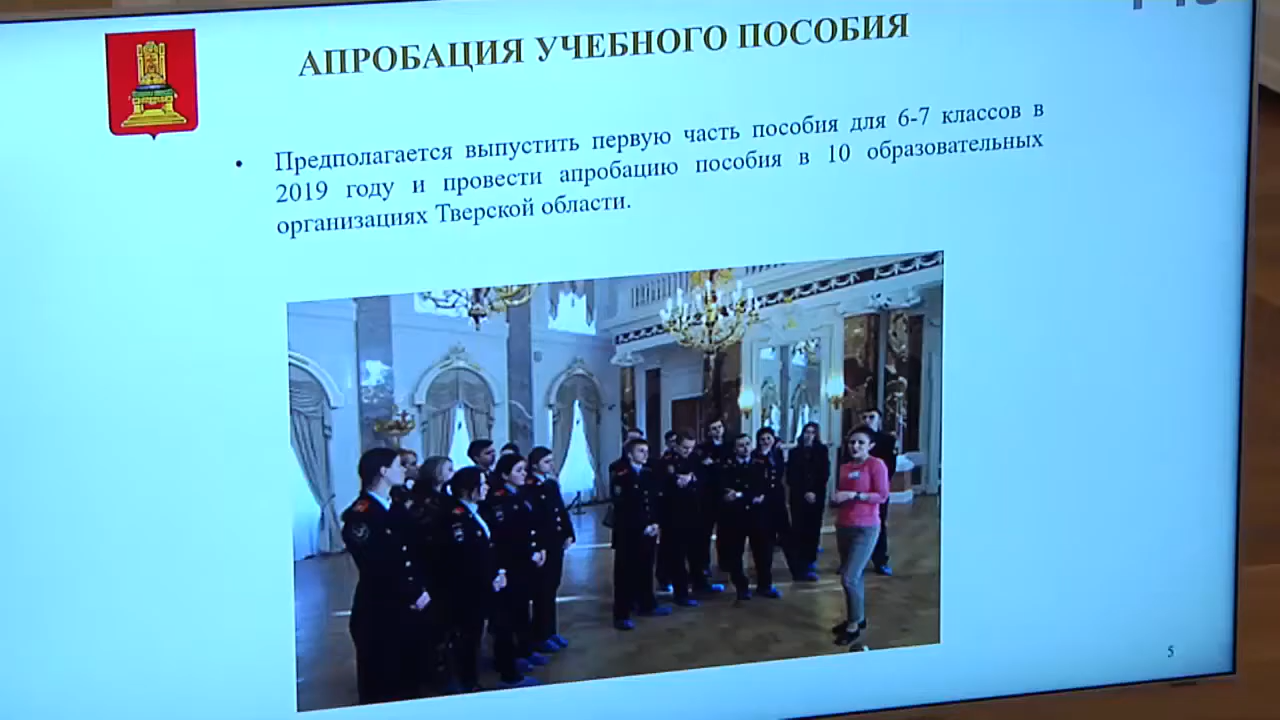 АПРОБАЦИЯ УЧЕБНОГО ПОСОБИЯ
• Предполагается выпустить первую часть пособия для 6-7 классов в
2019 году и провести апробацию пособия в 10 образовательных
организациях Тверской области.
5